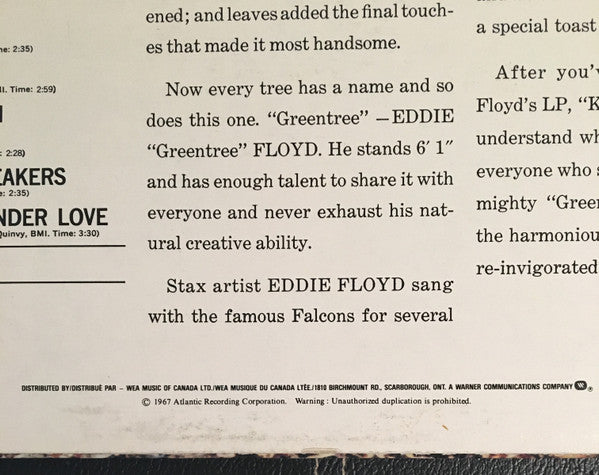 ne: 2:35)
II. Time: 2:59)
: 2:28)
EAKERS
e: 2:35)
NDER LOVE
Quinvy, BMI. Time: 3:30)
ened; and leaves added the final touch-
es that made it most handsome.
Now every tree has a name and so
does this one. “Greentree” —EDDIE
“Greentree” FLOYD. He stands 6′ 1″
and has enough talent to share it with
everyone and never exhaust his nat-
ural creative ability.
Stax artist EDDIE FLOYD sang
with the famous Falcons for several
a special toast
After you'v
Floyd's LP, “K
understand wh
everyone who s
mighty “Green
the harmoniou
re-invigorated
DISTRIBUTED BY/DISTRIBUÉ PAR – WEA MUSIC OF CANADA LTD./WEA MUSIQUE DU CANADA LTÉE./1810 BIRCHMOUNT RD., SCARBOROUGH, ONT. A WARNER COMMUNICATIONS COMPANY
© 1967 Atlantic Recording Corporation. Warning : Unauthorized duplication is prohibited.